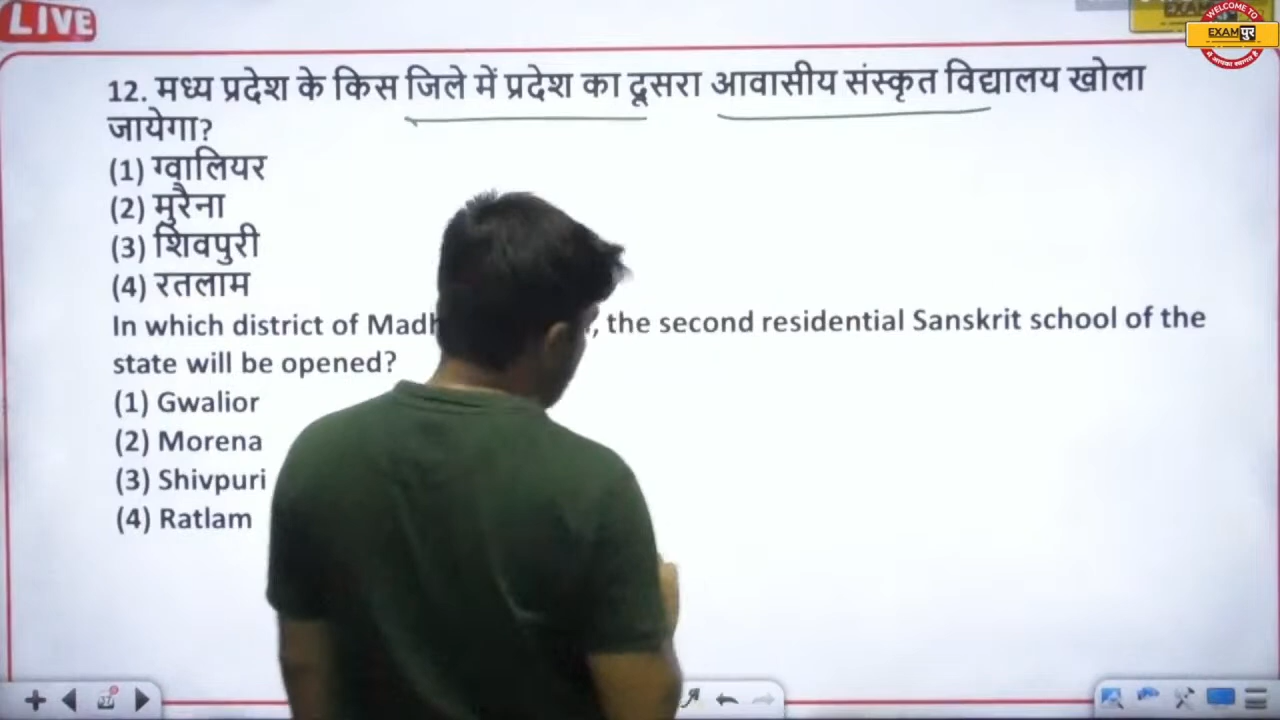 LIVE
WELCOME TO
EXAMपुर
में आपका स्वागत है
12. मध्य प्रदेश के किस जिले में प्रदेश का दूसरा आवासीय संस्कृत विद्यालय खोला
जायेगा?
(1) ग्वालियर
(2) मुरैना
(3) शिवपुरी
(4) रतलाम
In which district of Madh , the second residential Sanskrit school of the
state will be opened?
(1) Gwalior
(2) Morena
(3) Shivpuri
(4) Ratlam